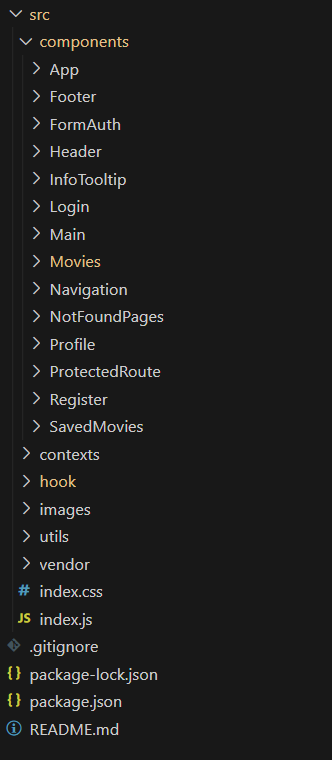 src
components
App
Footer
FormAuth
Header
InfoTooltip
Login
Main
Movies
Navigation
NotFoundPages
Profile
ProtectedRoute
Register
SavedMovies
contexts
hook
images
utils
vendor
# index.css
JS index.js
.gitignore
{} package-lock.json
{} package.json
README.md